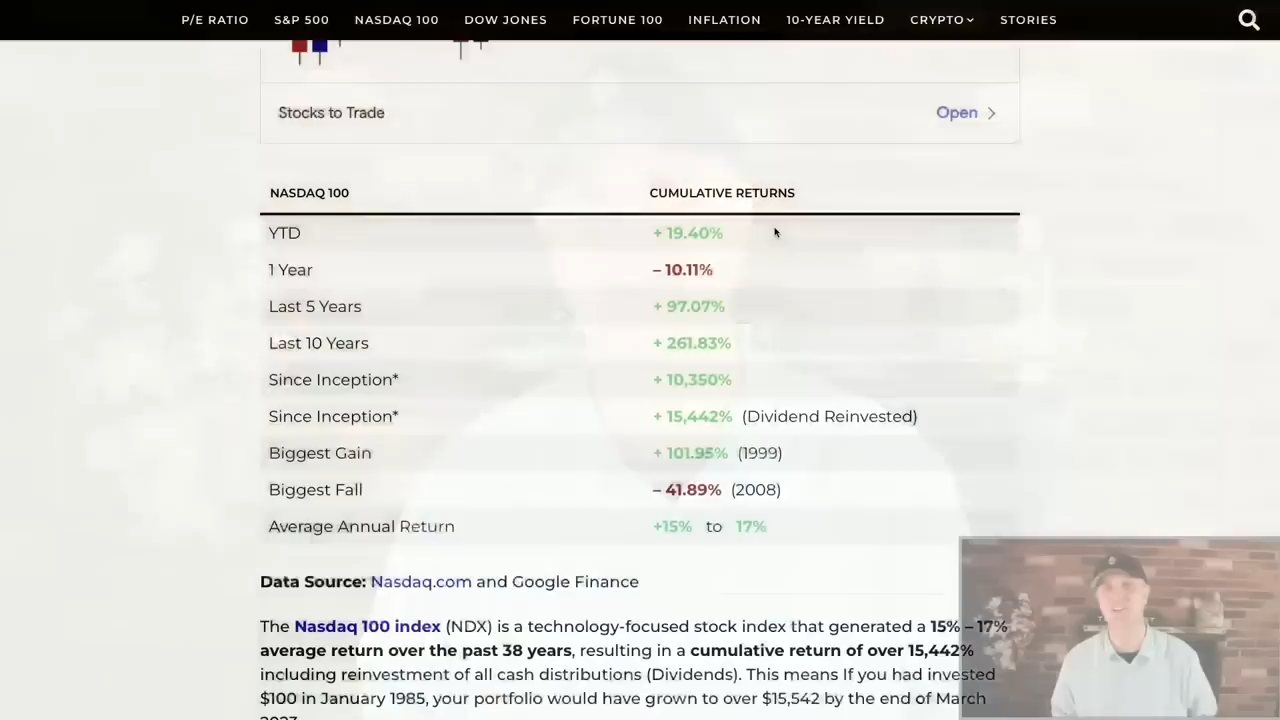 P/E RATIO S&P 500 NASDAQ 100 DOW JONES FORTUNE 100 INFLATION 10-YEAR YIELD CRYPTO STORIES
Stocks to Trade Open
NASDAQ 100 CUMULATIVE RETURNS
YTD + 19.40%
1 Year – 10.11%
Last 5 Years + 97.07%
Last 10 Years + 261.83%
Since Inception* + 10,350%
Since Inception* + 15,442% (Dividend Reinvested)
Biggest Gain + 101.95% (1999)
Biggest Fall – 41.89% (2008)
Average Annual Return +15% to 17%
Data Source: Nasdaq.com and Google Finance
The Nasdaq 100 index (NDX) is a technology-focused stock index that generated a 15% – 17%
average return over the past 38 years, resulting in a cumulative return of over 15,442%
including reinvestment of all cash distributions (Dividends). This means If you had invested
$100 in January 1985, your portfolio would have grown to over $15,542 by the end of March